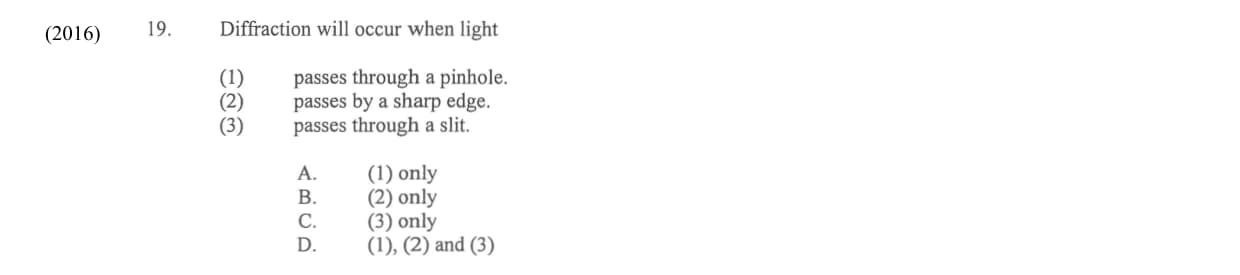 (2016) 19. Diffraction will occur when light
(1) passes through a pinhole.
(2) passes by a sharp edge.
(3) passes through a slit.
A. (1) only
B. (2) only
C. (3) only
D. (1), (2) and (3)